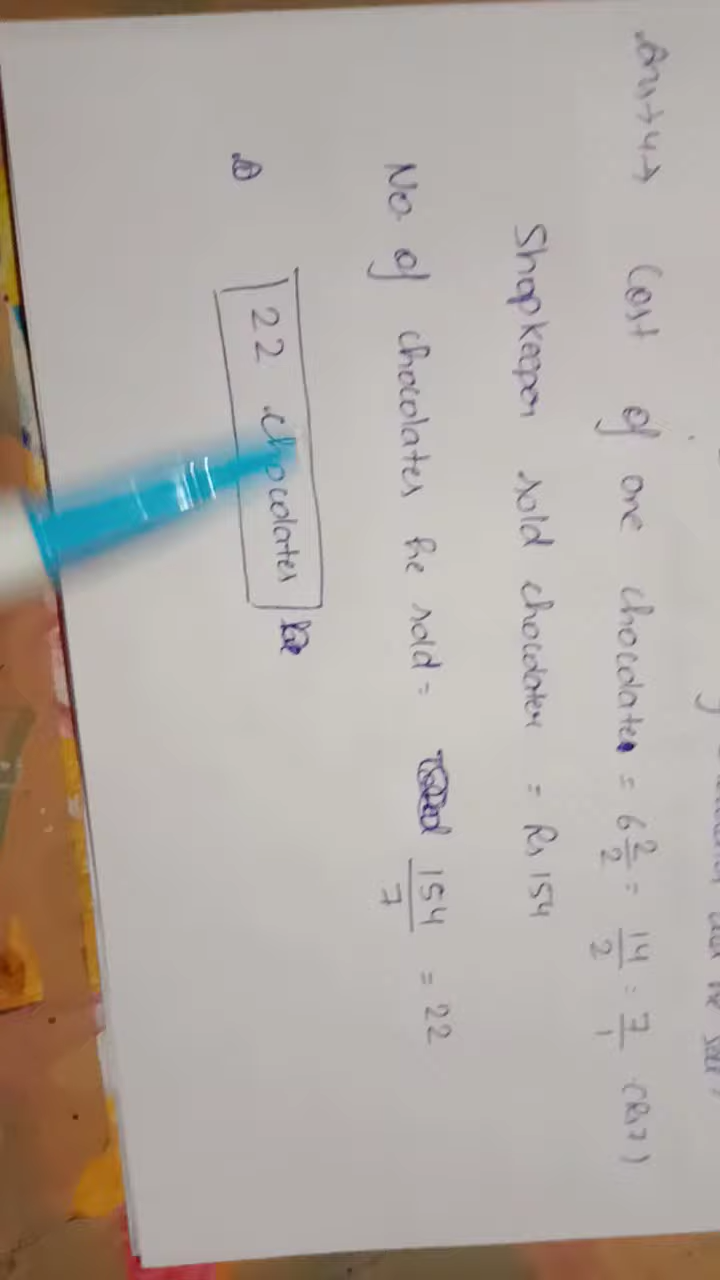 Ans→4→ Cost of one chocolate = 6 2/2 = 14/2 = 7/1 (Rs 7)
Shopkeeper sold chocolates = Rs 154
No. of chocolates he sold = 154/7 = 22
22 chocolates